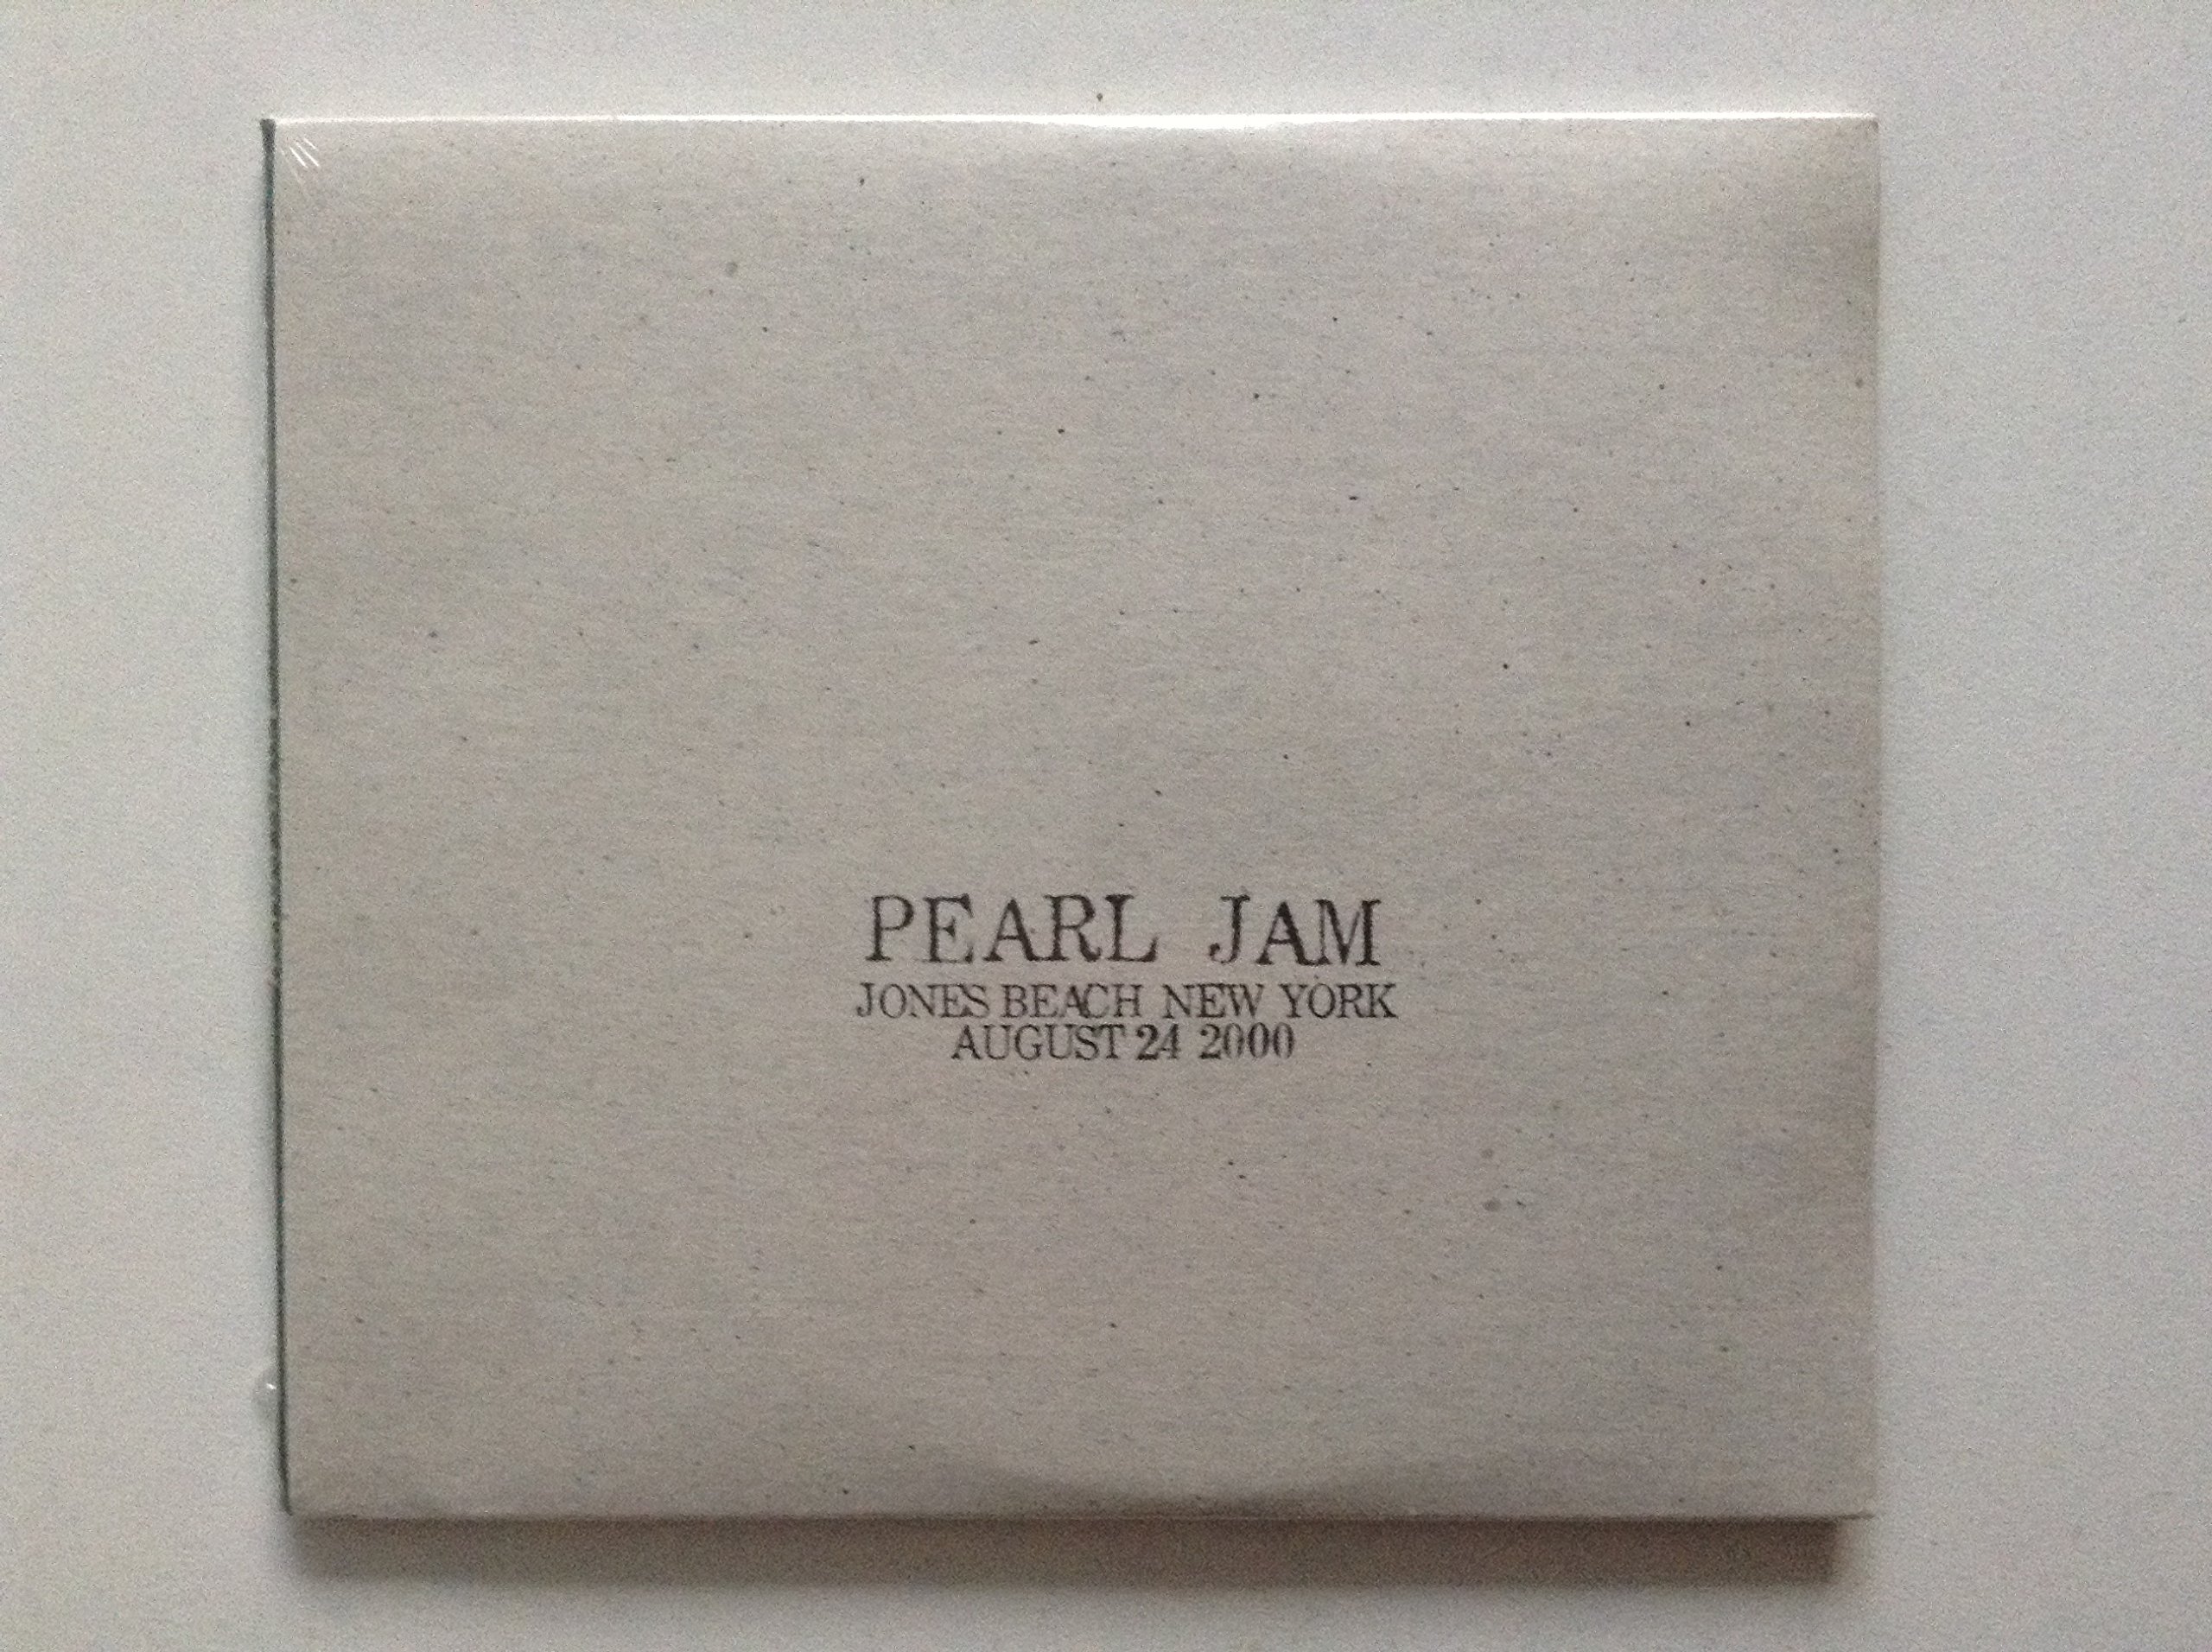 PEARL JAM
JONES BEACH NEW YORK
AUGUST 24 2000